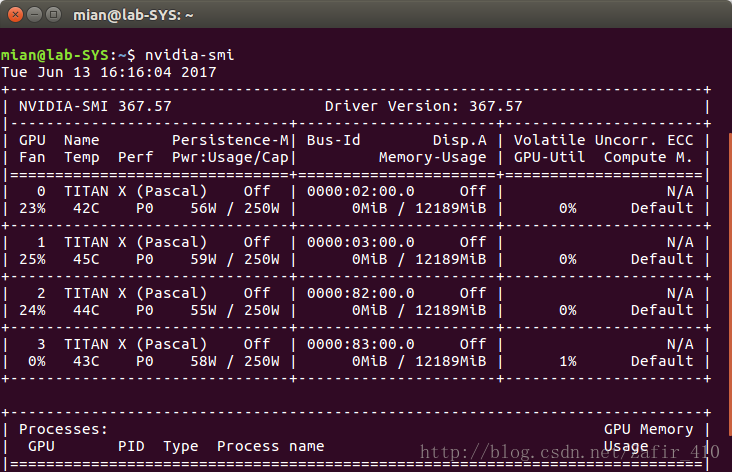 mian@lab-SYS: ~
mian@lab-SYS:~$ nvidia-smi
Tue Jun 13 16:16:04 2017
+-----------------------------------------------------------------------------+
| NVIDIA-SMI 367.57                 Driver Version: 367.57                    |
|-------------------------------+----------------------+----------------------+
| GPU  Name        Persistence-M| Bus-Id        Disp.A | Volatile Uncorr. ECC |
| Fan  Temp  Perf  Pwr:Usage/Cap|         Memory-Usage | GPU-Util  Compute M. |
|===============================+======================+======================|
|   0  TITAN X (Pascal)    Off  | 0000:02:00.0     Off |                  N/A |
| 23%   42C    P0    56W / 250W |      0MiB / 12189MiB |      0%      Default |
+-------------------------------+----------------------+----------------------+
|   1  TITAN X (Pascal)    Off  | 0000:03:00.0     Off |                  N/A |
| 25%   45C    P0    59W / 250W |      0MiB / 12189MiB |      0%      Default |
+-------------------------------+----------------------+----------------------+
|   2  TITAN X (Pascal)    Off  | 0000:82:00.0     Off |                  N/A |
| 24%   44C    P0    55W / 250W |      0MiB / 12189MiB |      0%      Default |
+-------------------------------+----------------------+----------------------+
|   3  TITAN X (Pascal)    Off  | 0000:83:00.0     Off |                  N/A |
|  0%   43C    P0    58W / 250W |      0MiB / 12189MiB |      1%      Default |
+-------------------------------+----------------------+----------------------+
+-----------------------------------------------------------------------------+
| Processes:                                                       GPU Memory |
|  GPU       PID  Type  Process name                               Usage      |
|=============================================================================|
http://blog.csdn.net/zafir_410